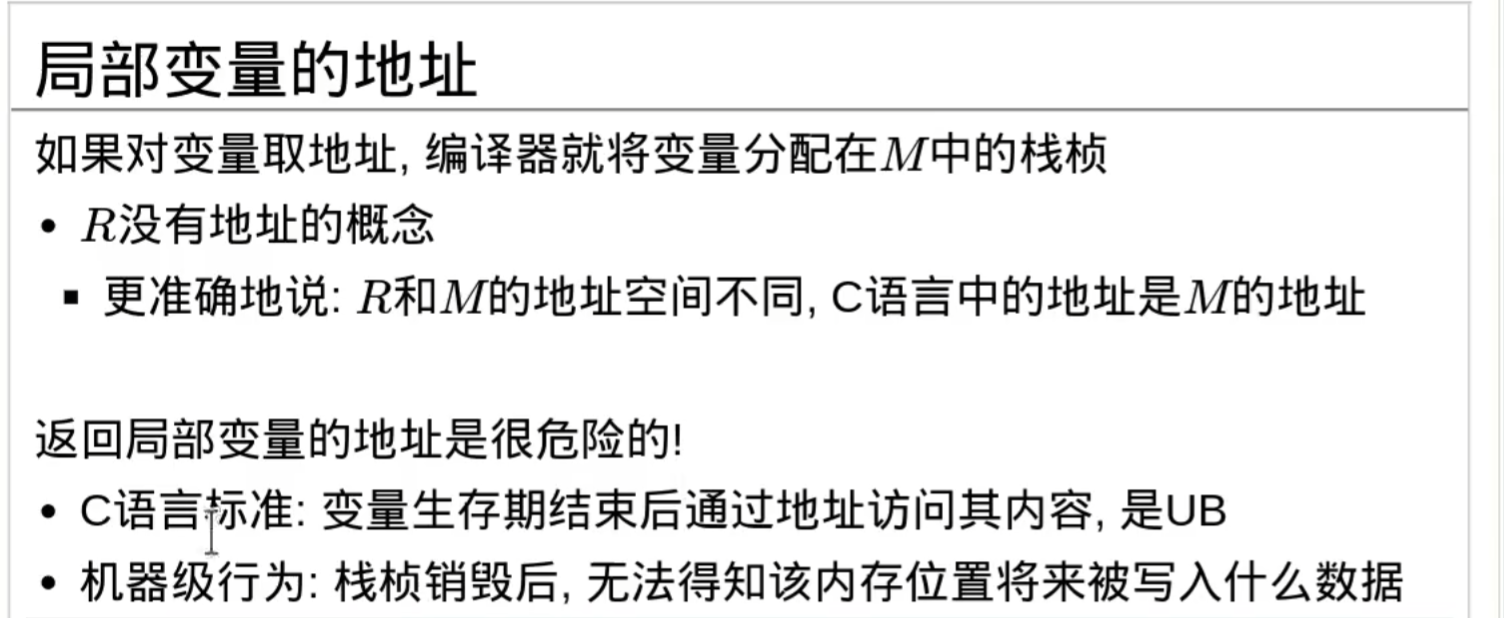 局部变量的地址
如果对变量取地址, 编译器就将变量分配在M中的栈桢
• R没有地址的概念
▪ 更准确地说: R和M的地址空间不同, C语言中的地址是M的地址
返回局部变量的地址是很危险的!
• C语言标准: 变量生存期结束后通过地址访问其内容, 是UB
• 机器级行为: 栈桢销毁后, 无法得知该内存位置将来被写入什么数据